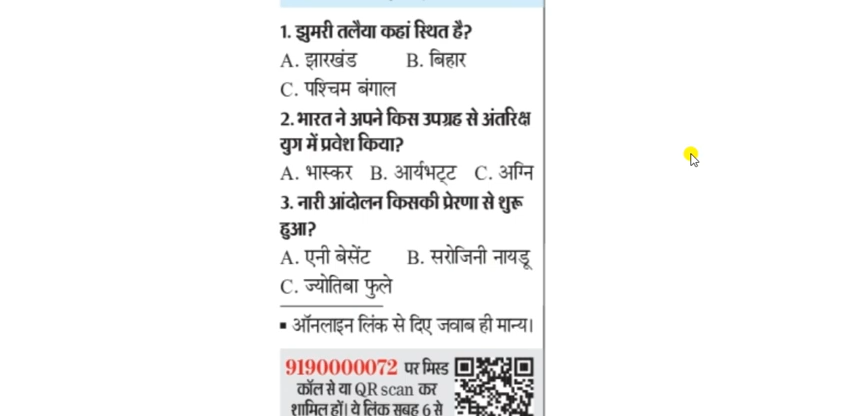 1. झुमरी तलैया कहां स्थित है?
A. झारखंड B. बिहार
C. पश्चिम बंगाल
2. भारत ने अपने किस उपग्रह से अंतरिक्ष
युग में प्रवेश किया?
A. भास्कर B. आर्यभट्ट C. अग्नि
3. नारी आंदोलन किसकी प्रेरणा से शुरू
हुआ?
A. एनी बेसेंट B. सरोजिनी नायडू
C. ज्योतिबा फुले
▪ ऑनलाइन लिंक से दिए जवाब ही मान्य।
9190000072 पर मिस्ड
कॉल से या QR scan कर
शामिल हों। ये लिंक सुबह 6 से